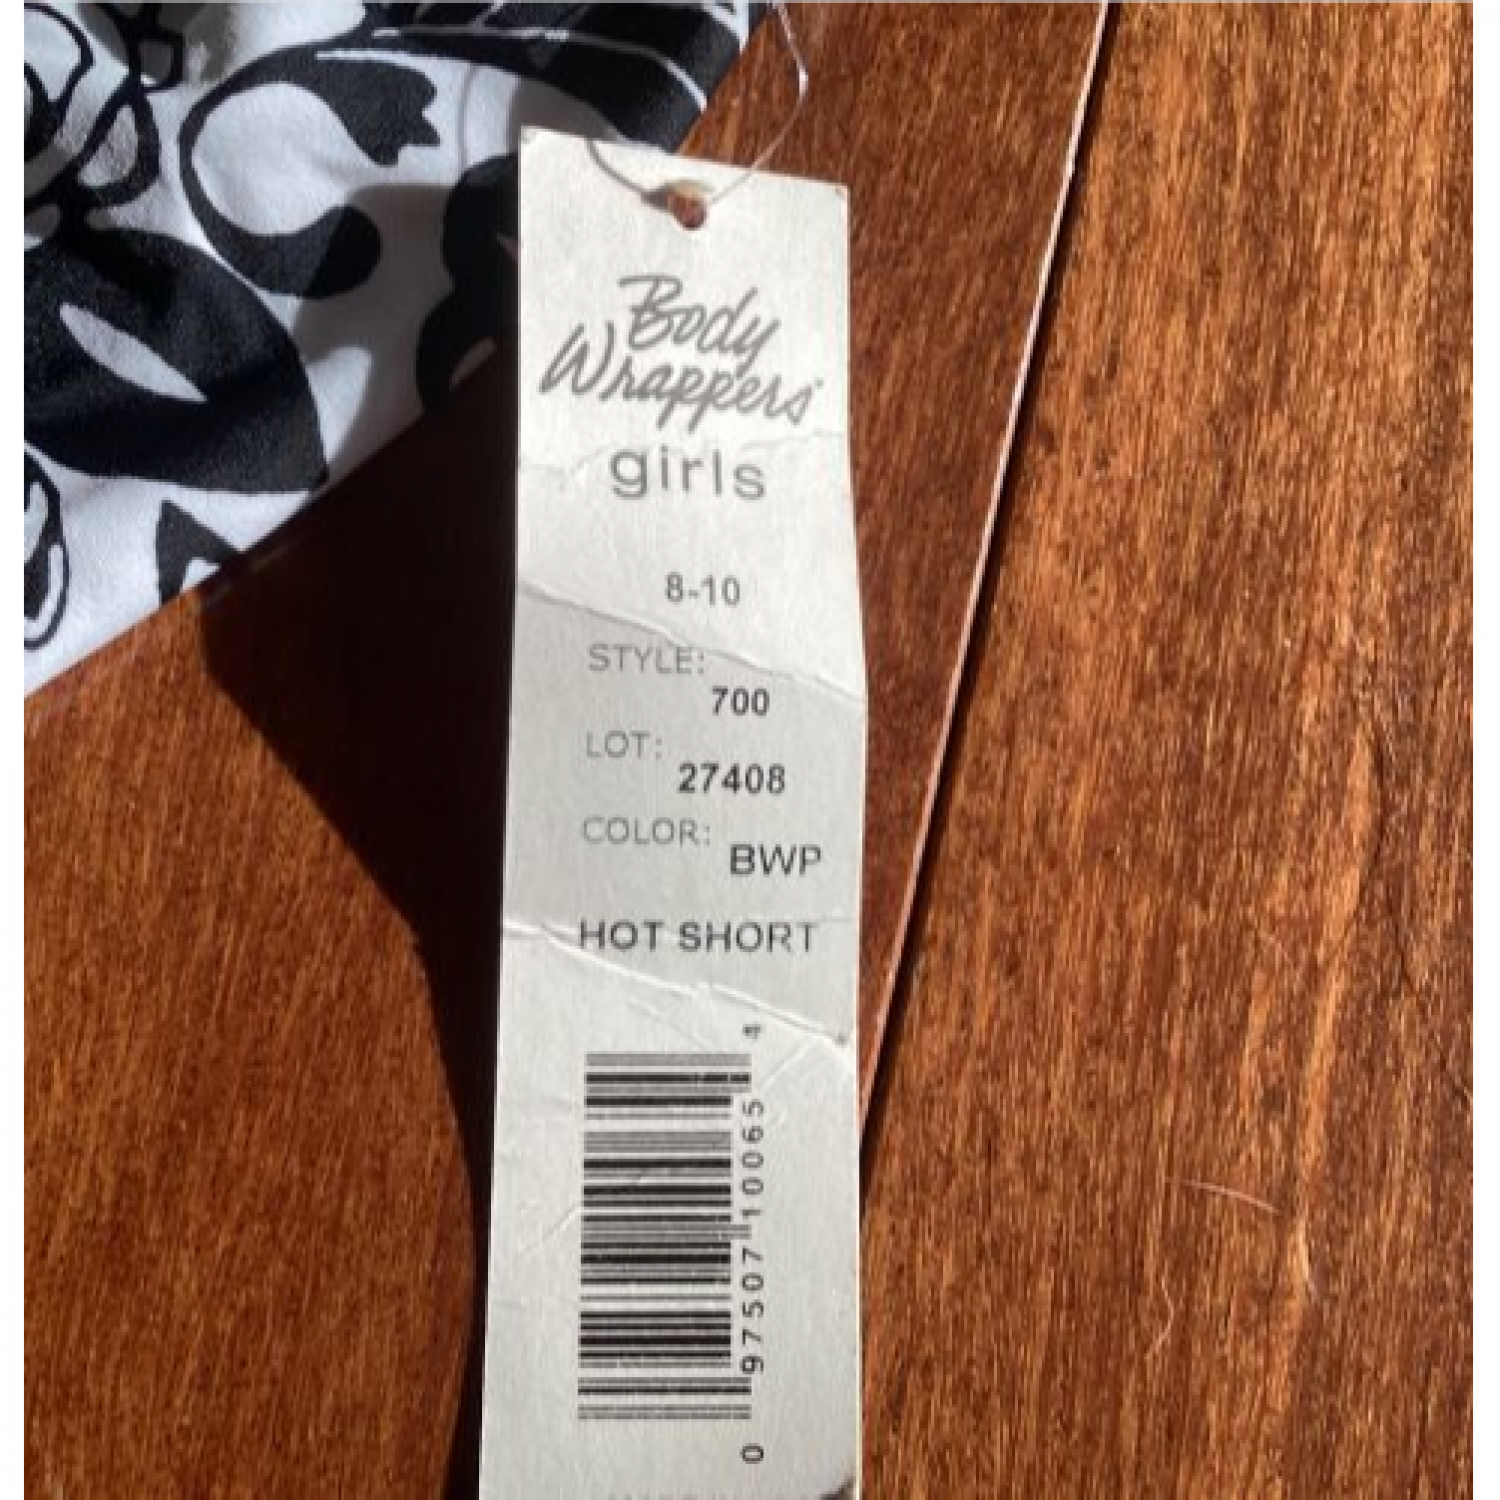 Body
Wrappers
girls
8-10
STYLE:
700
LOT:
27408
COLOR:
BWP
HOT SHORT
0 97507 10065 4